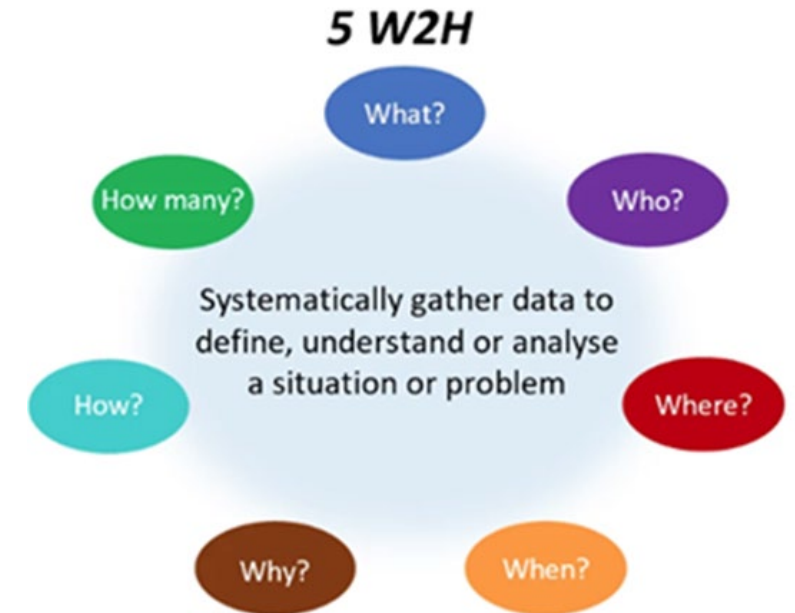 5 W2H
What?
How many?
Who?
Systematically gather data to
define, understand or analyse
a situation or problem
How?
Where?
Why?
When?